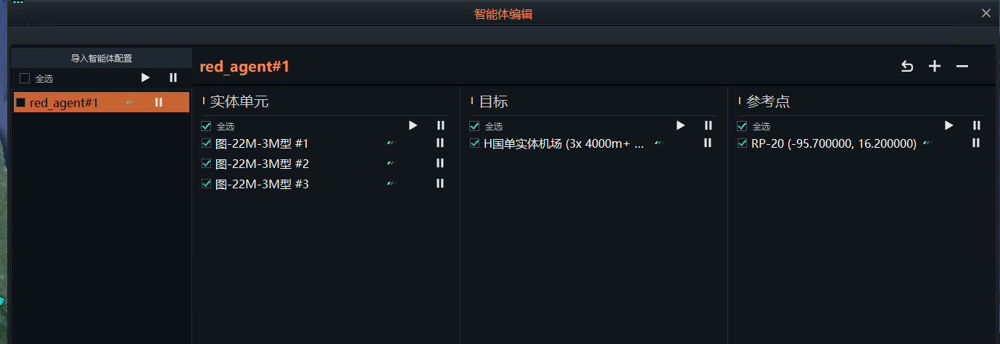 智能体编辑
导入智能体配置
全选
red_agent#1
red_agent#1
实体单元
全选
图-22M-3M型 #1
图-22M-3M型 #2
图-22M-3M型 #3
目标
全选
H国单实体机场 (3x 4000m+ ...
参考点
全选
RP-20 (-95.700000, 16.200000)